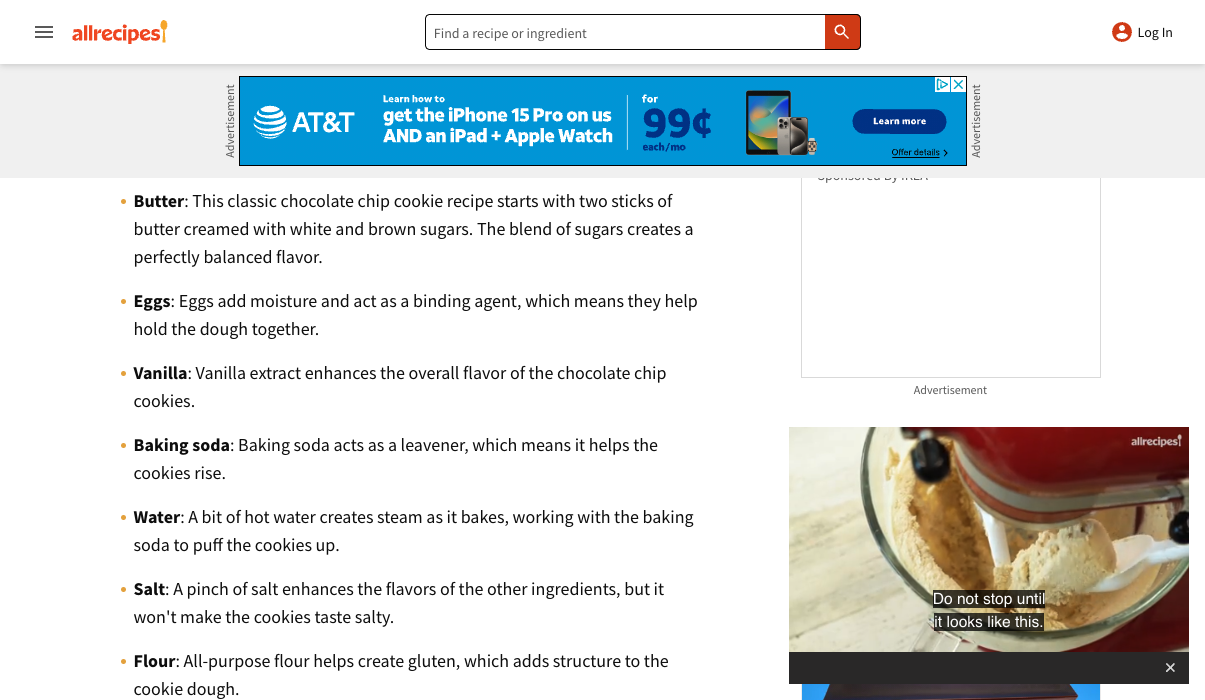 allrecipes
Find a recipe or ingredient
Log In
Advertisement
AT&T
Learn how to
get the iPhone 15 Pro on us
AND an iPad + Apple Watch
for
99¢
each/mo
Learn more
Offer details
Advertisement
Sponsored By IKEA
• Butter: This classic chocolate chip cookie recipe starts with two sticks of
butter creamed with white and brown sugars. The blend of sugars creates a
perfectly balanced flavor.
• Eggs: Eggs add moisture and act as a binding agent, which means they help
hold the dough together.
• Vanilla: Vanilla extract enhances the overall flavor of the chocolate chip
cookies.
• Baking soda: Baking soda acts as a leavener, which means it helps the
cookies rise.
• Water: A bit of hot water creates steam as it bakes, working with the baking
soda to puff the cookies up.
• Salt: A pinch of salt enhances the flavors of the other ingredients, but it
won't make the cookies taste salty.
• Flour: All-purpose flour helps create gluten, which adds structure to the
cookie dough.
Advertisement
allrecipes
Do not stop until
it looks like this.